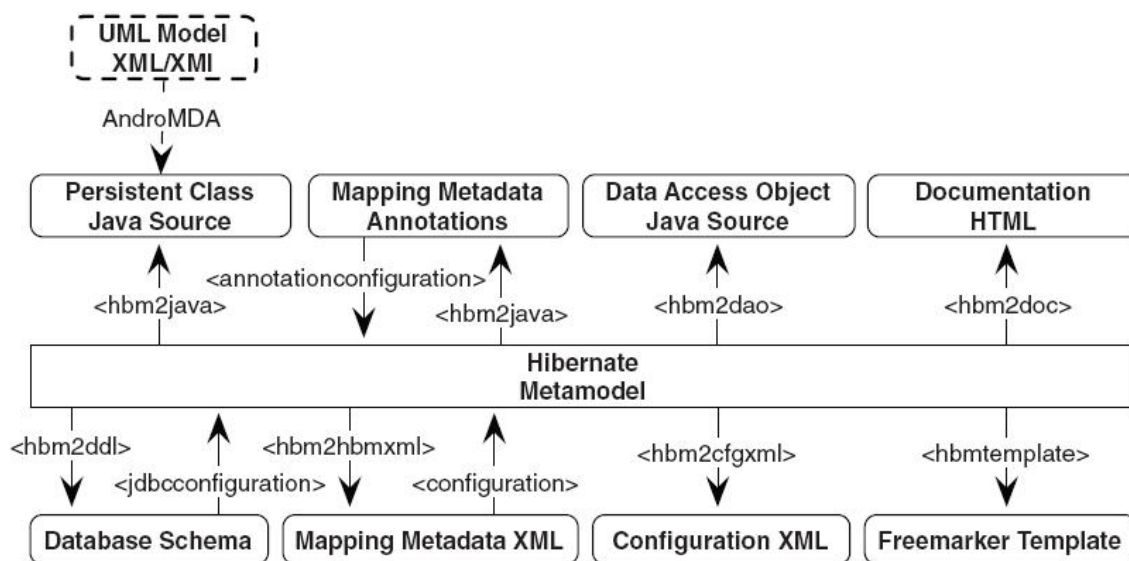 UML Model
XML/XMI
AndroMDA
Persistent Class
Java Source
Mapping Metadata
Annotations
Data Access Object
Java Source
Documentation
HTML
<annotationconfiguration>
<hbm2java>
<hbm2java>
<hbm2dao>
<hbm2doc>
Hibernate
Metamodel
<hbm2ddl>
<hbm2hbmxml>
<hbm2cfgxml>
<hbmtemplate>
<jdbcconfiguration>
<configuration>
Database Schema
Mapping Metadata XML
Configuration XML
Freemarker Template